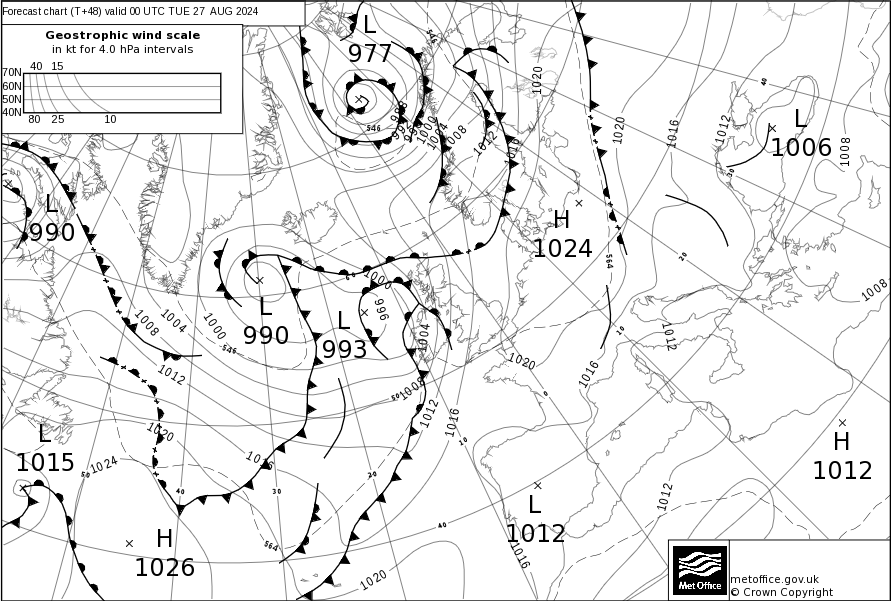 Forecast chart (T+48) valid 00 UTC TUE 27 AUG 2024
Geostrophic wind scale
in kt for 4.0 hPa intervals
40 15
70N
60N
50N
40N
80 25 10
L
977
546
546
996
1000
1004
1008
1012
1016
1020
1020
1016
1012
40
L
1006
1008
30
L
990
H
1024
564
20
1008
60
1000
996
L
990
L
993
1008
1004
1000
546
1004
10
1012
1012
1020
1016
50
1008
0
1012
1016
1020
L
1015
50
1024
1016
10
20
40
30
H
1012
L
1012
1012
40
564
H
1026
1016
1020
Met Office
metoffice.gov.uk
© Crown Copyright